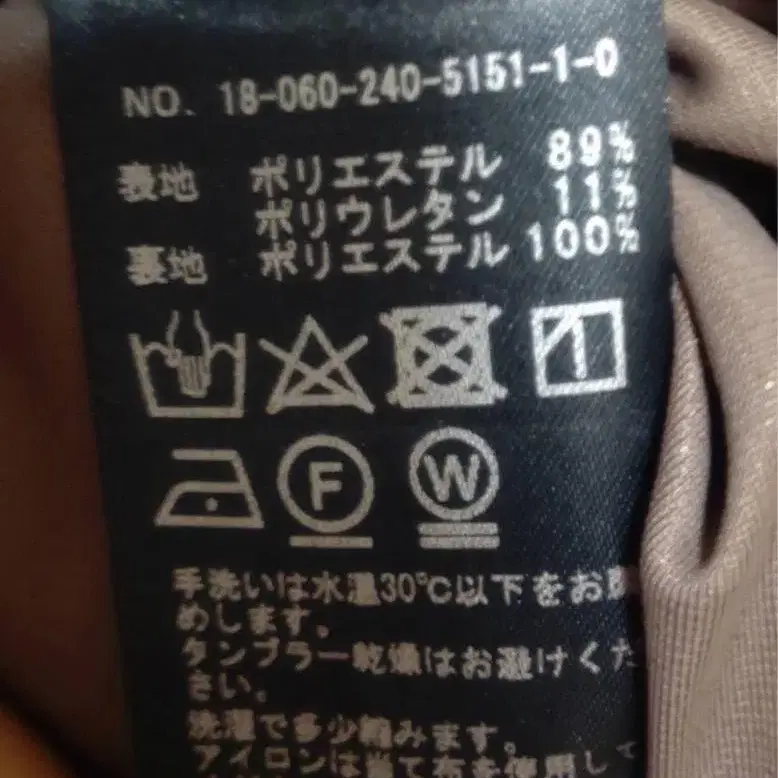 NO. 18-060-240-5151-1-0
表地 ポリエステル 89%
ポリウレタン 11%
裏地 ポリエステル 100%
F W
手洗いは水温30℃以下をお
めします。
タンブラー乾燥はお避けくだ
さい。
洗濯で多少縮みます。
アイロンは当て布を使用して